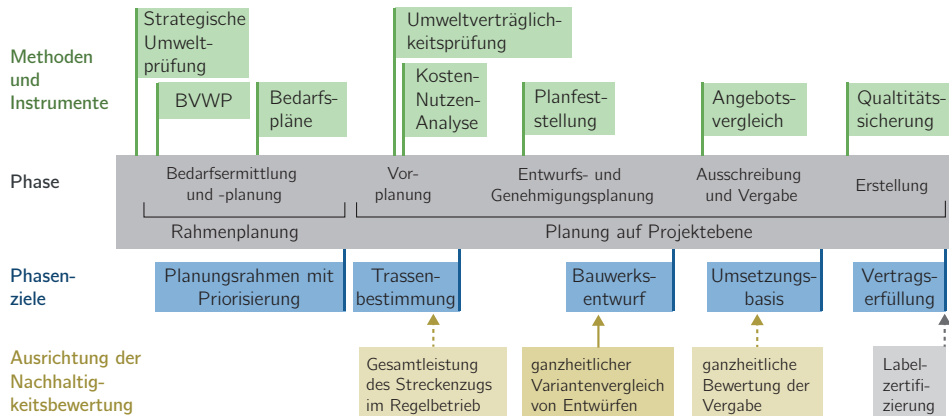 Strategische
Umwelt-
prüfung
Umweltverträglich-
keitsprüfung
Methoden
und
Instrumente
BVWP
Bedarfs-
pläne
Kosten-
Nutzen-
Analyse
Planfest-
stellung
Angebots-
vergleich
Qualtitäts-
sicherung
Phase
Bedarfsermittlung
und -planung
Vor-
planung
Entwurfs- und
Genehmigungsplanung
Ausschreibung
und Vergabe
Erstellung
Rahmenplanung
Planung auf Projektebene
Phasen-
ziele
Planungsrahmen mit
Priorisierung
Trassen-
bestimmung
Bauwerks-
entwurf
Umsetzungs-
basis
Vertrags-
erfüllung
Ausrichtung der
Nachhaltig-
keitsbewertung
Gesamtleistung
des Streckenzugs
im Regelbetrieb
ganzheitlicher
Variantenvergleich
von Entwürfen
ganzheitliche
Bewertung der
Vergabe
Label-
zertifi-
zierung